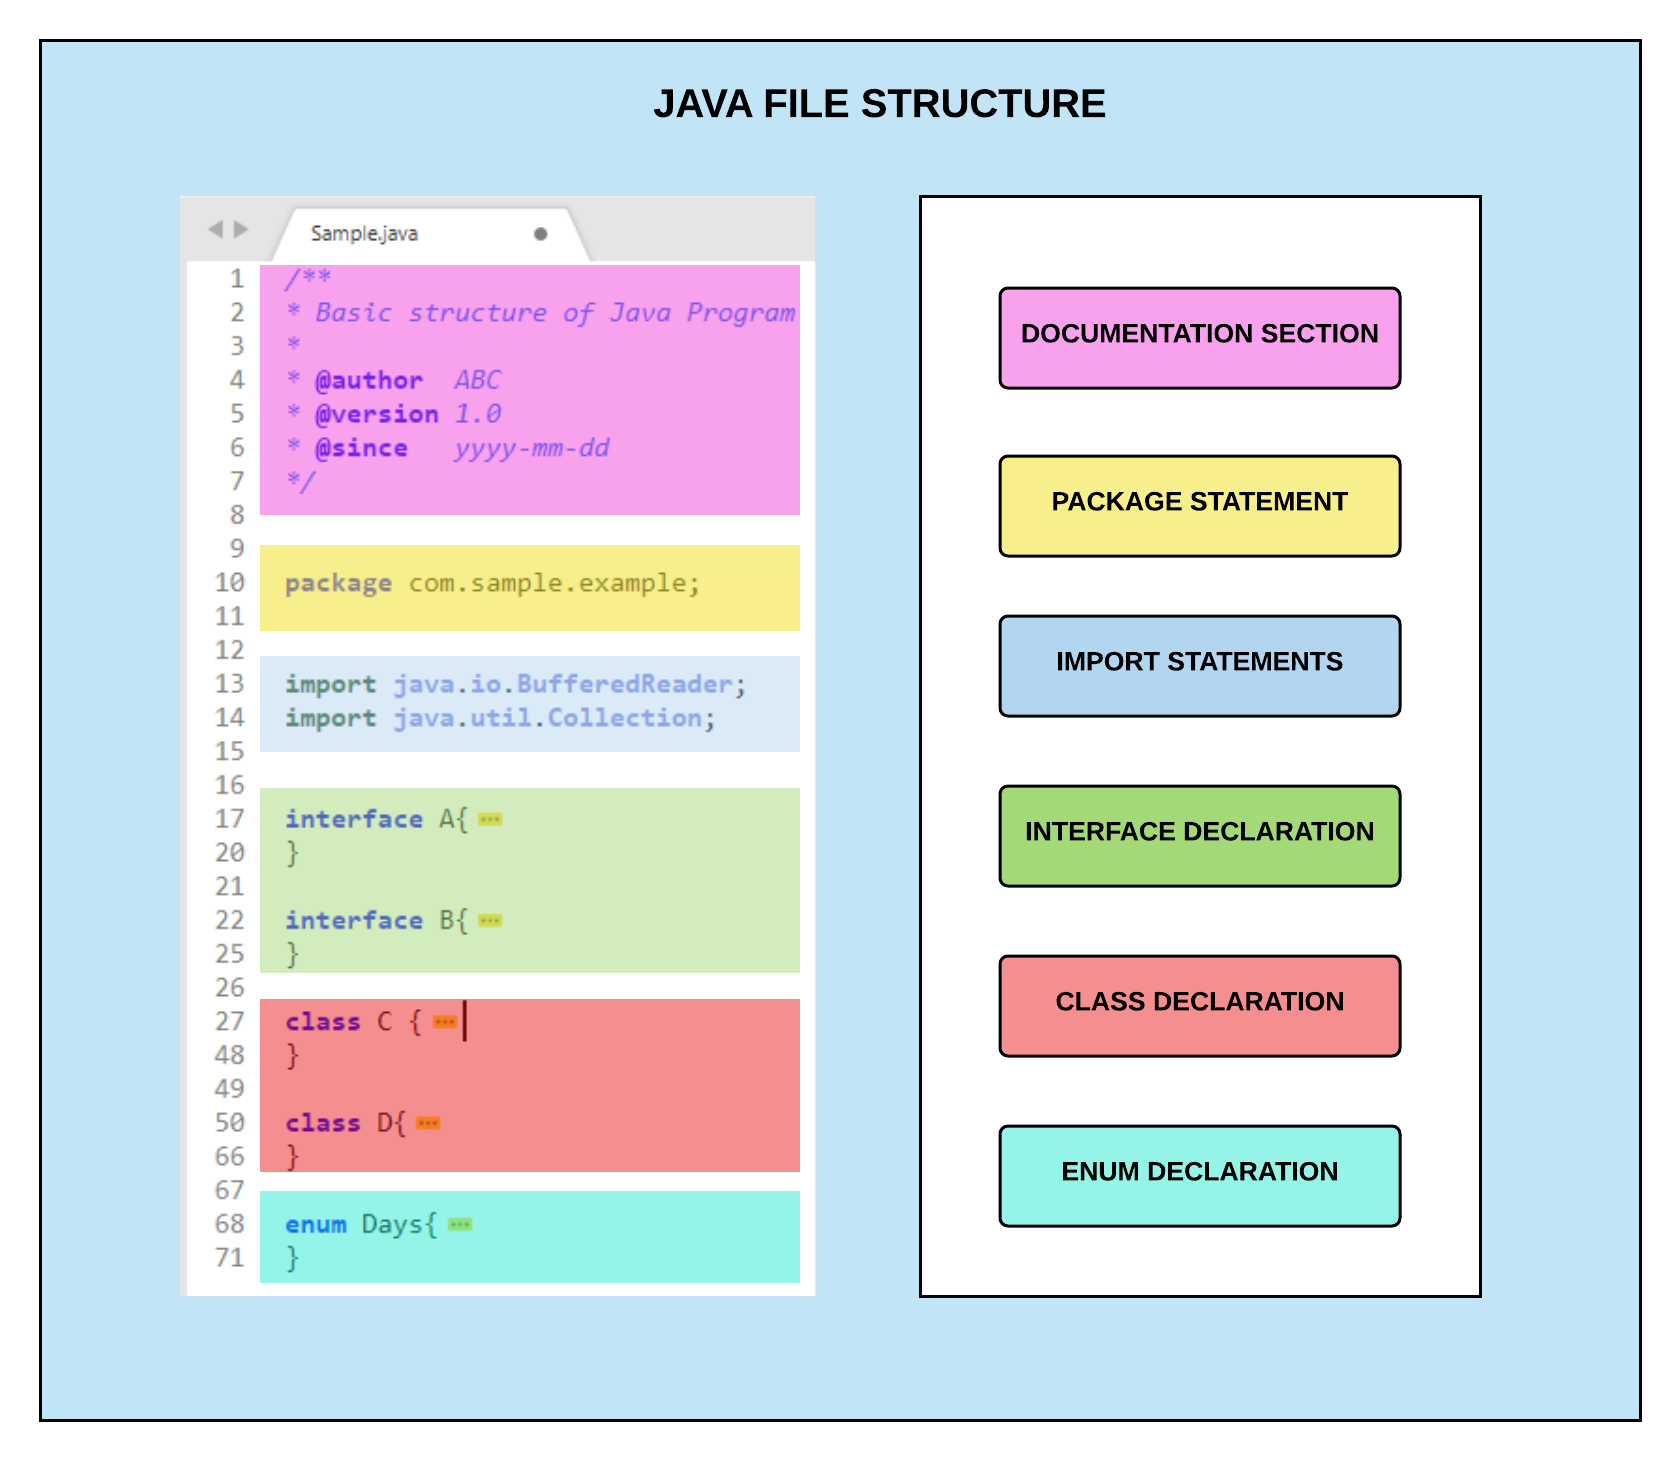 JAVA FILE STRUCTURE
Sample.java
1 /**
2 * Basic structure of Java Program
3 *
4 * @author  ABC
5 * @version 1.0
6 * @since   yyyy-mm-dd
7 */
8
9
10 package com.sample.example;
11
12
13 import java.io.BufferedReader;
14 import java.util.Collection;
15
16
17 interface A{
20 }
21
22 interface B{
25 }
26
27 class C {
48 }
49
50 class D{
66 }
67
68 enum Days{
71 }
DOCUMENTATION SECTION
PACKAGE STATEMENT
IMPORT STATEMENTS
INTERFACE DECLARATION
CLASS DECLARATION
ENUM DECLARATION